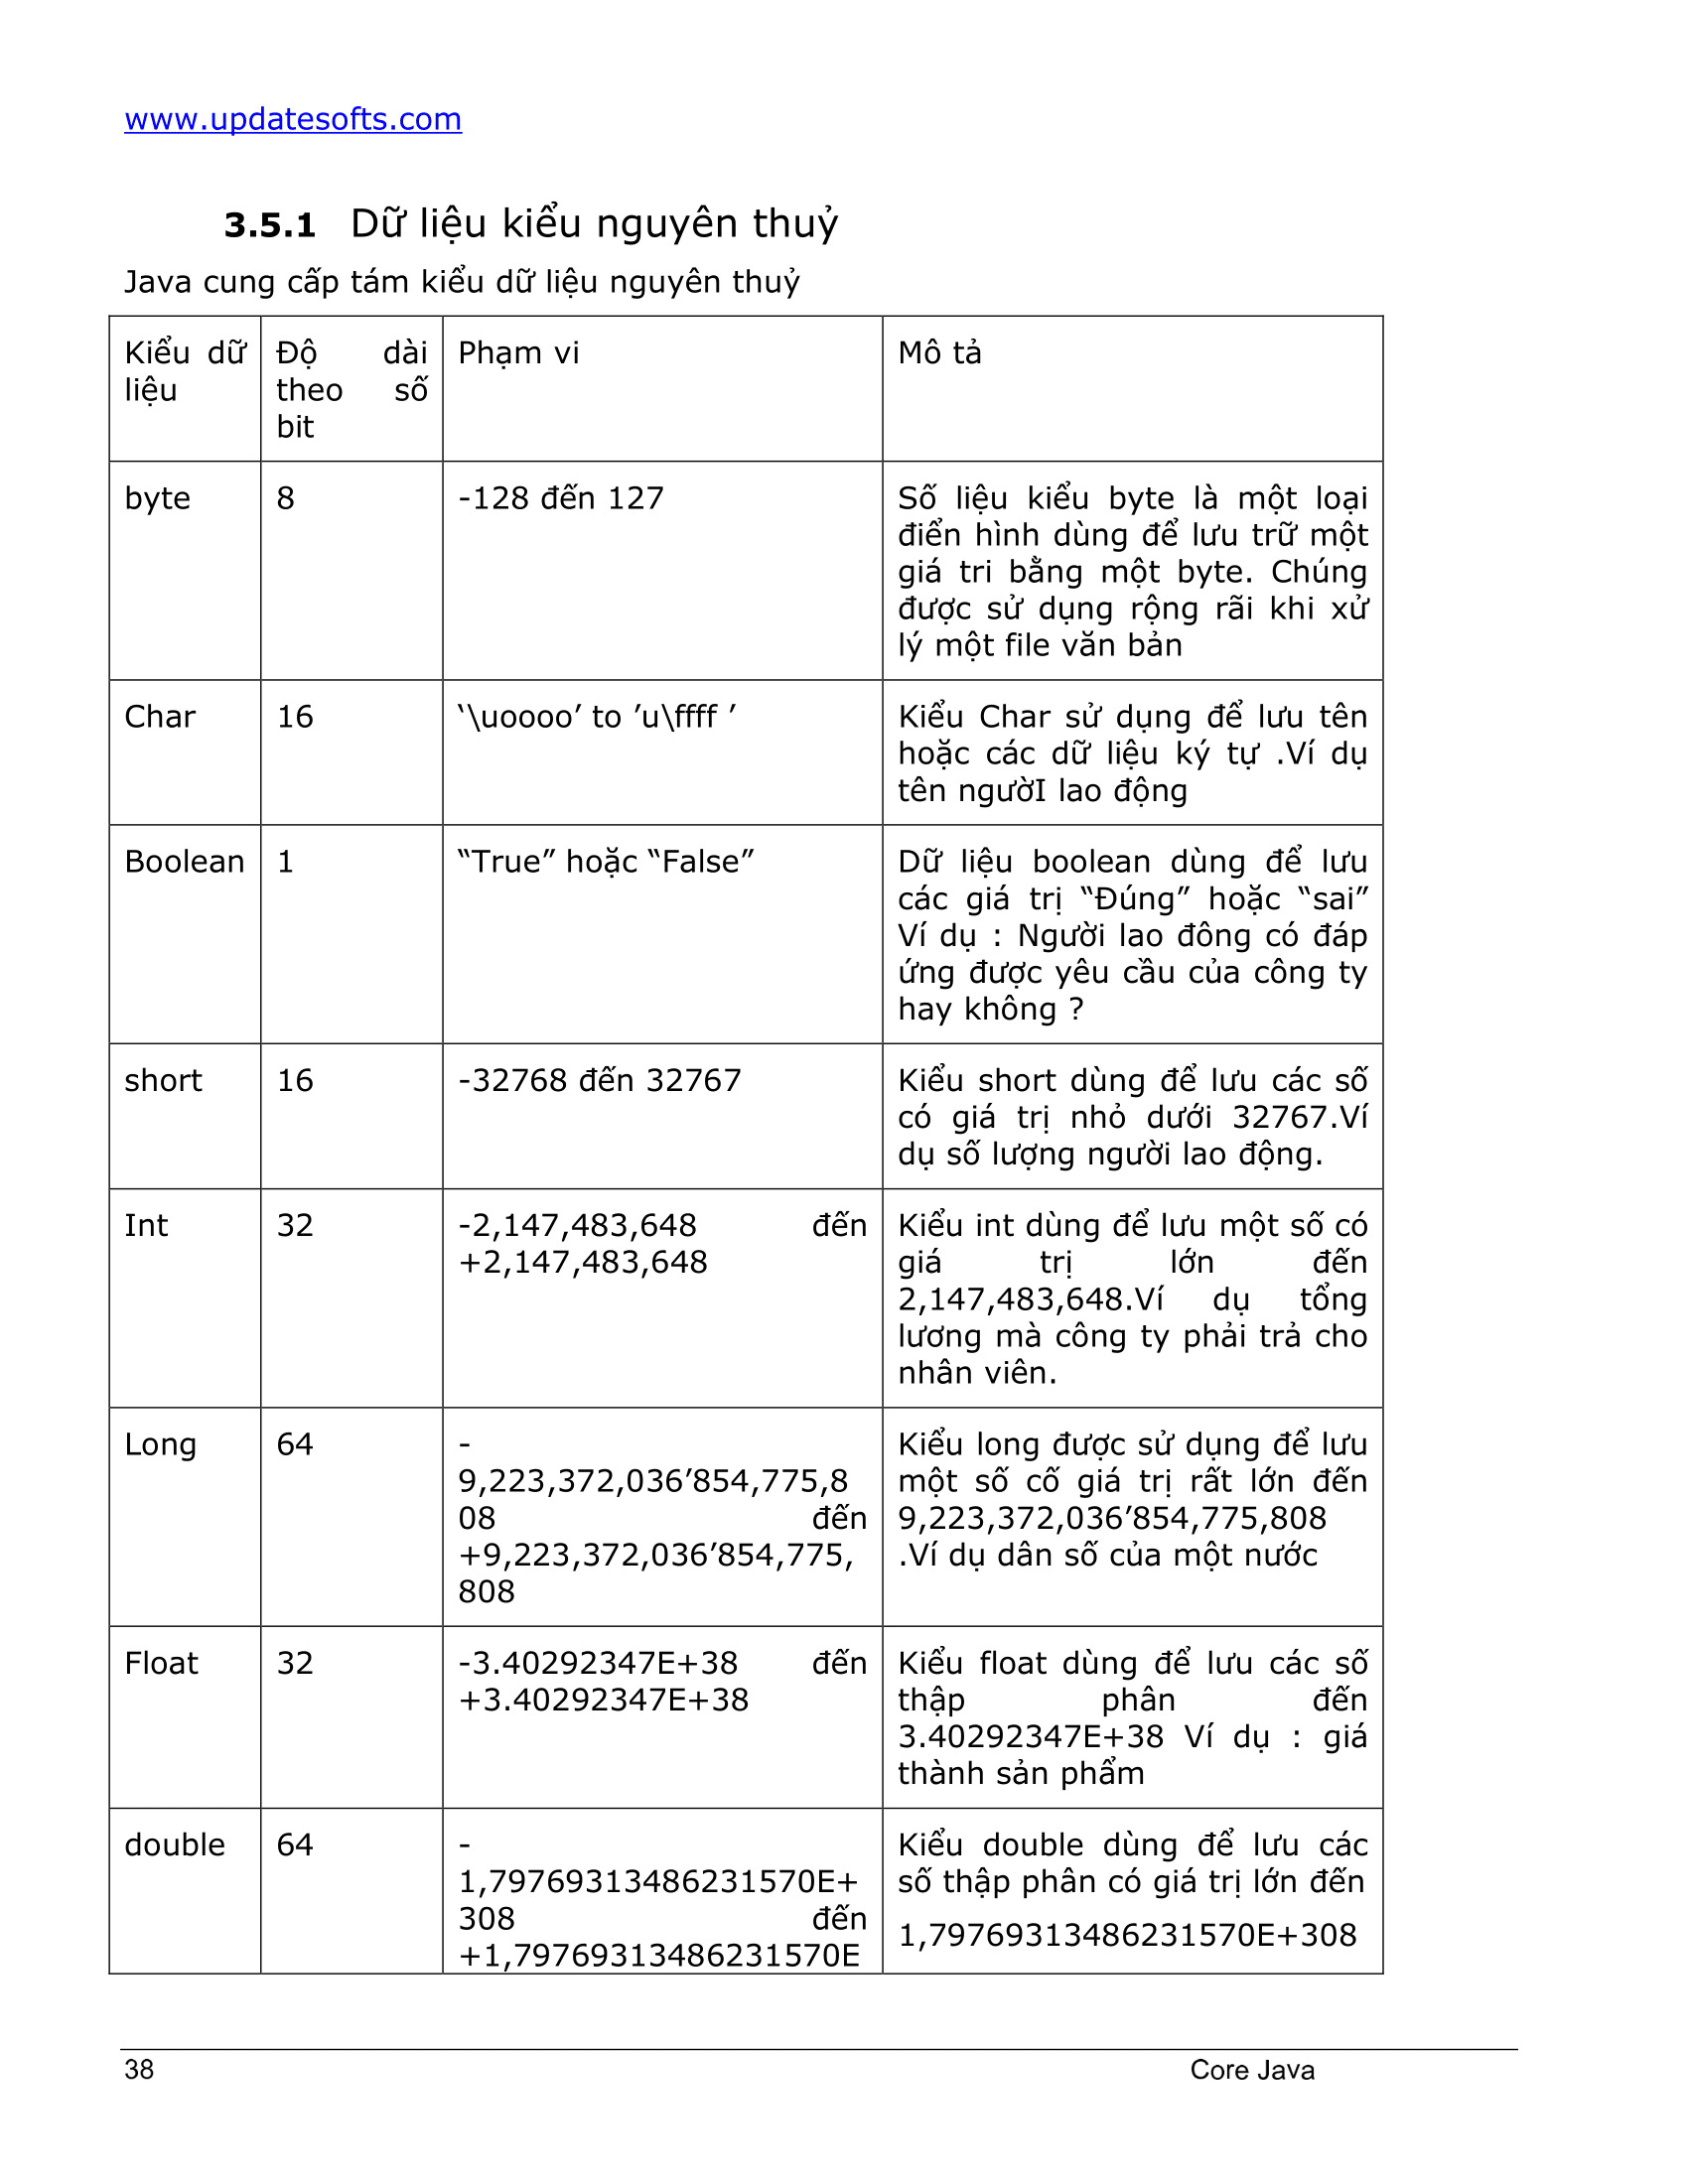 www.updatesofts.com
3.5.1 Dữ liệu kiểu nguyên thuỷ
Java cung cấp tám kiểu dữ liệu nguyên thuỷ
Kiểu dữ
liệu
Độ dài
theo số
bit
Phạm vi
Mô tả
byte
8
-128 đến 127
Số liệu kiểu byte là một loại
điển hình dùng để lưu trữ một
giá tri bằng một byte. Chúng
được sử dụng rộng rãi khi xử
lý một file văn bản
Char
16
‘\uoooo’ to ’u\ffff ’
Kiểu Char sử dụng để lưu tên
hoặc các dữ liệu ký tự .Ví dụ
tên ngườI lao động
Boolean
1
“True” hoặc “False”
Dữ liệu boolean dùng để lưu
các giá trị “Đúng” hoặc “sai”
Ví dụ : Người lao đông có đáp
ứng được yêu cầu của công ty
hay không ?
short
16
-32768 đến 32767
Kiểu short dùng để lưu các số
có giá trị nhỏ dưới 32767.Ví
dụ số lượng người lao động.
Int
32
-2,147,483,648 đến
+2,147,483,648
Kiểu int dùng để lưu một số có
giá trị lớn đến
2,147,483,648.Ví dụ tổng
lương mà công ty phải trả cho
nhân viên.
Long
64
-
9,223,372,036’854,775,8
08 đến
+9,223,372,036’854,775,
808
Kiểu long được sử dụng để lưu
một số cố giá trị rất lớn đến
9,223,372,036’854,775,808
.Ví dụ dân số của một nước
Float
32
-3.40292347E+38 đến
+3.40292347E+38
Kiểu float dùng để lưu các số
thập phân đến
3.40292347E+38 Ví dụ : giá
thành sản phẩm
double
64
-
1,79769313486231570E+
308 đến
+1,79769313486231570E
Kiểu double dùng để lưu các
số thập phân có giá trị lớn đến
1,79769313486231570E+308
38 Core Java